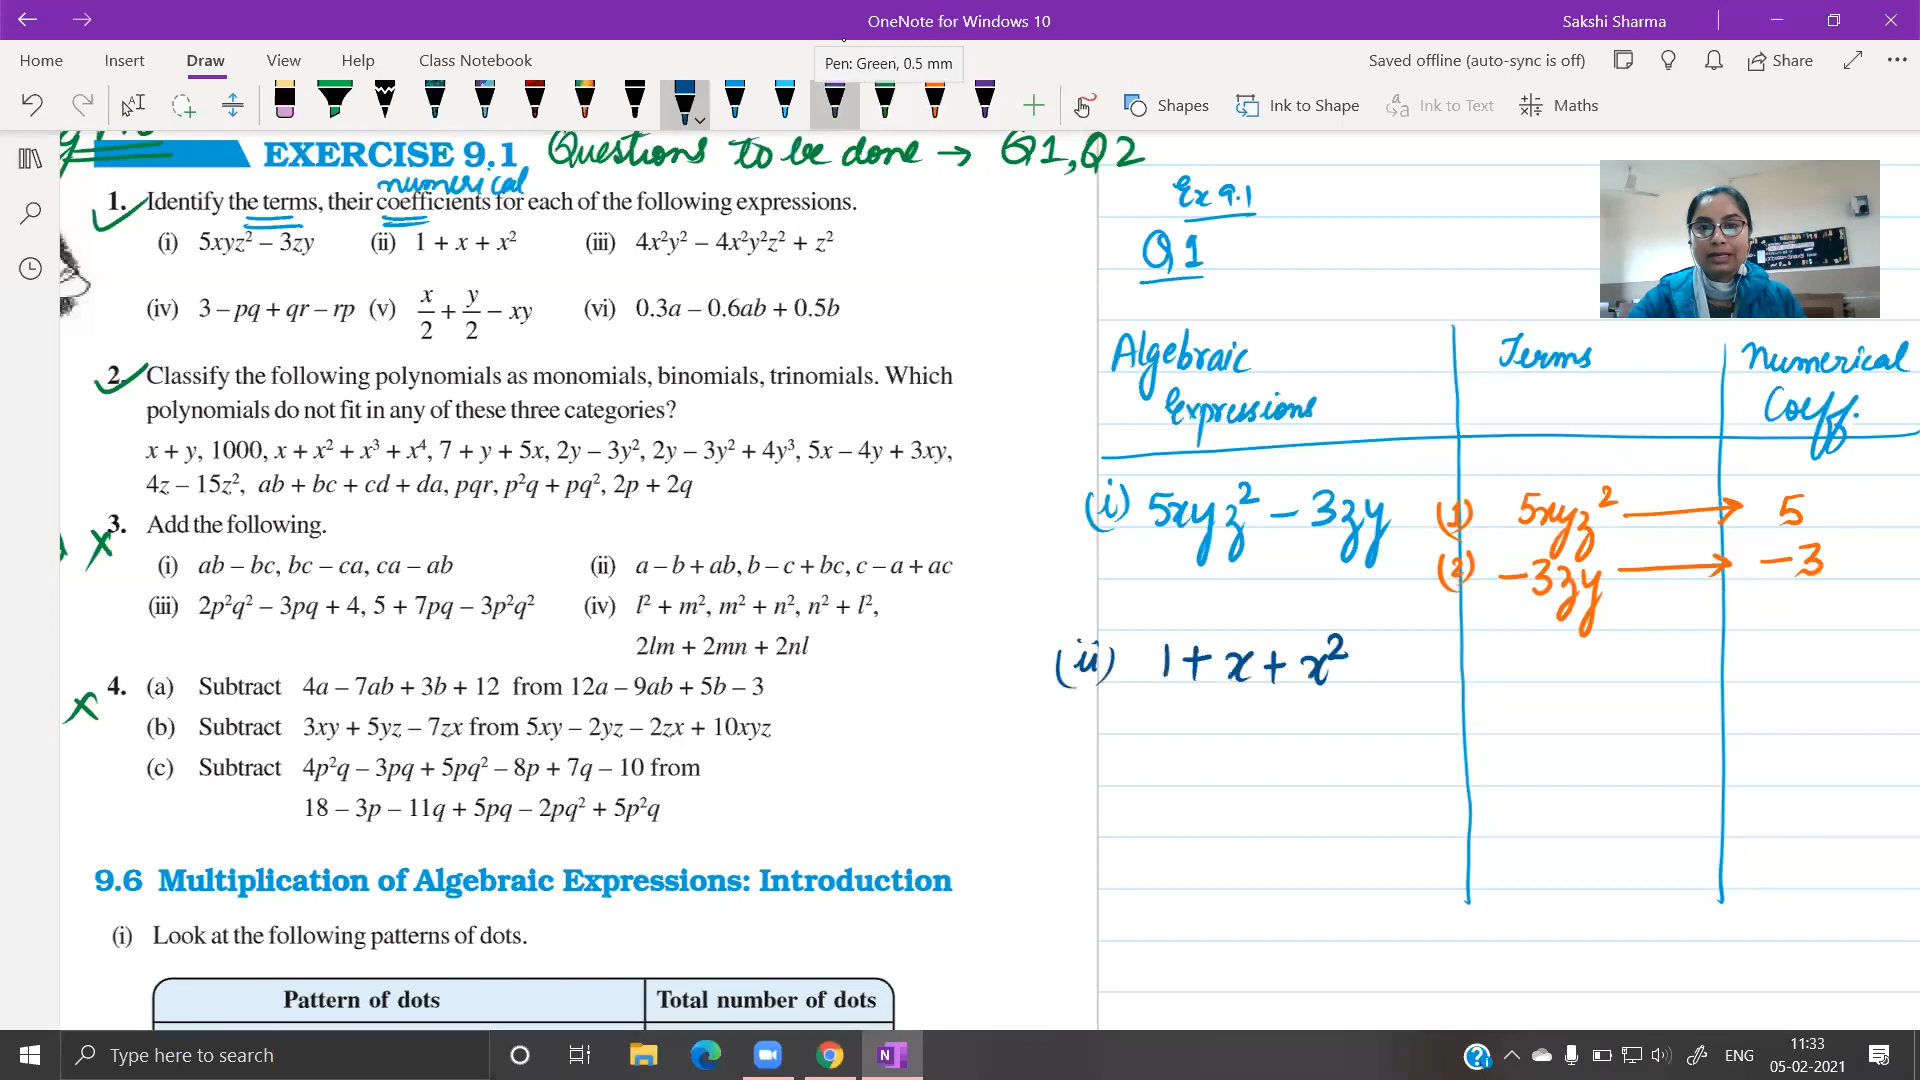 OneNote for Windows 10
Sakshi Sharma
Home Insert Draw View Help Class Notebook
Pen: Green, 0.5 mm
Saved offline (auto-sync is off)
Share
Shapes
Ink to Shape
Ink to Text
Maths
EXERCISE 9.1
Questions to be done → Q1, Q2
numerical
1. Identify the terms, their coefficients for each of the following expressions.
(i) 5xyz² – 3zy (ii) 1 + x + x² (iii) 4x²y² – 4x²y²z² + z²
(iv) 3 – pq + qr – rp (v) x/2 + y/2 – xy (vi) 0.3a – 0.6ab + 0.5b
2. Classify the following polynomials as monomials, binomials, trinomials. Which
polynomials do not fit in any of these three categories?
x + y, 1000, x + x² + x³ + x⁴, 7 + y + 5x, 2y – 3y², 2y – 3y² + 4y³, 5x – 4y + 3xy,
4z – 15z², ab + bc + cd + da, pqr, p²q + pq², 2p + 2q
3. Add the following.
(i) ab – bc, bc – ca, ca – ab (ii) a – b + ab, b – c + bc, c – a + ac
(iii) 2p²q² – 3pq + 4, 5 + 7pq – 3p²q² (iv) l² + m², m² + n², n² + l²,
2lm + 2mn + 2nl
4. (a) Subtract 4a – 7ab + 3b + 12 from 12a – 9ab + 5b – 3
(b) Subtract 3xy + 5yz – 7zx from 5xy – 2yz – 2zx + 10xyz
(c) Subtract 4p²q – 3pq + 5pq² – 8p + 7q – 10 from
18 – 3p – 11q + 5pq – 2pq² + 5p²q
9.6 Multiplication of Algebraic Expressions: Introduction
(i) Look at the following patterns of dots.
Pattern of dots Total number of dots
Ex 9.1
Q1
Algebraic Expressions Terms Numerical Coeff.
(i) 5xyz² – 3zy (1) 5xyz² → 5
(2) –3zy → –3
(ii) 1 + x + x²
Type here to search
ENG
11:33
05-02-2021